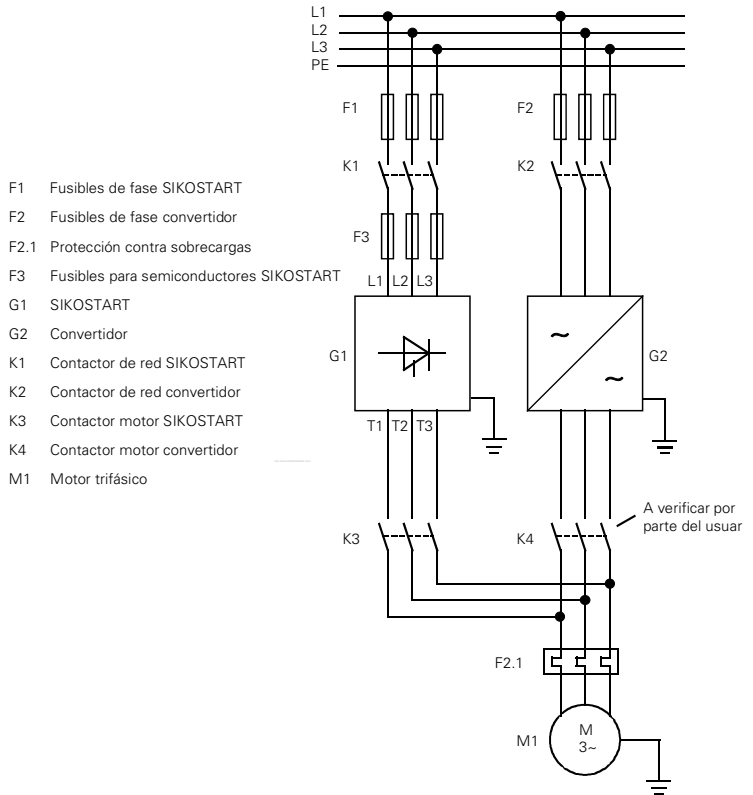 L1
L2
L3
PE
F1
F2
K1
K2
F3
L1 L2 L3
G1
~
~
G2
T1 T2 T3
K3
K4
A verificar por
parte del usuar
F2.1
M1
M
3~
F1 Fusibles de fase SIKOSTART
F2 Fusibles de fase convertidor
F2.1 Protección contra sobrecargas
F3 Fusibles para semiconductores SIKOSTART
G1 SIKOSTART
G2 Convertidor
K1 Contactor de red SIKOSTART
K2 Contactor de red convertidor
K3 Contactor motor SIKOSTART
K4 Contactor motor convertidor
M1 Motor trifásico